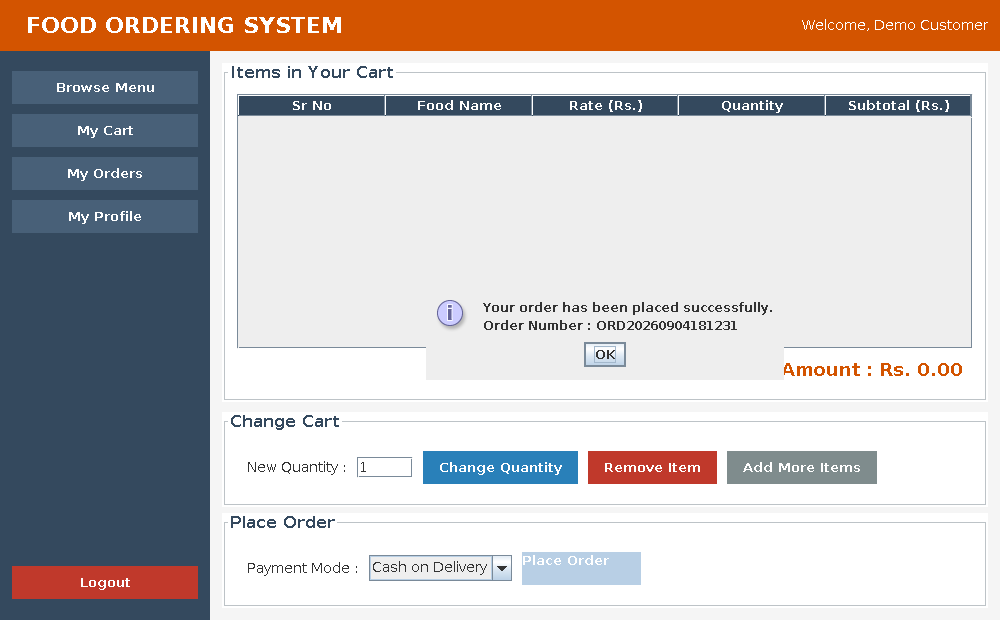 FOOD ORDERING SYSTEM
Welcome, Demo Customer
Browse Menu
My Cart
My Orders
My Profile
Logout
Items in Your Cart
Sr No Food Name Rate (Rs.) Quantity Subtotal (Rs.)
Your order has been placed successfully.
Order Number : ORD20260904181231
OK
Amount : Rs. 0.00
Change Cart
New Quantity : 1 Change Quantity Remove Item Add More Items
Place Order
Payment Mode : Cash on Delivery Place Order